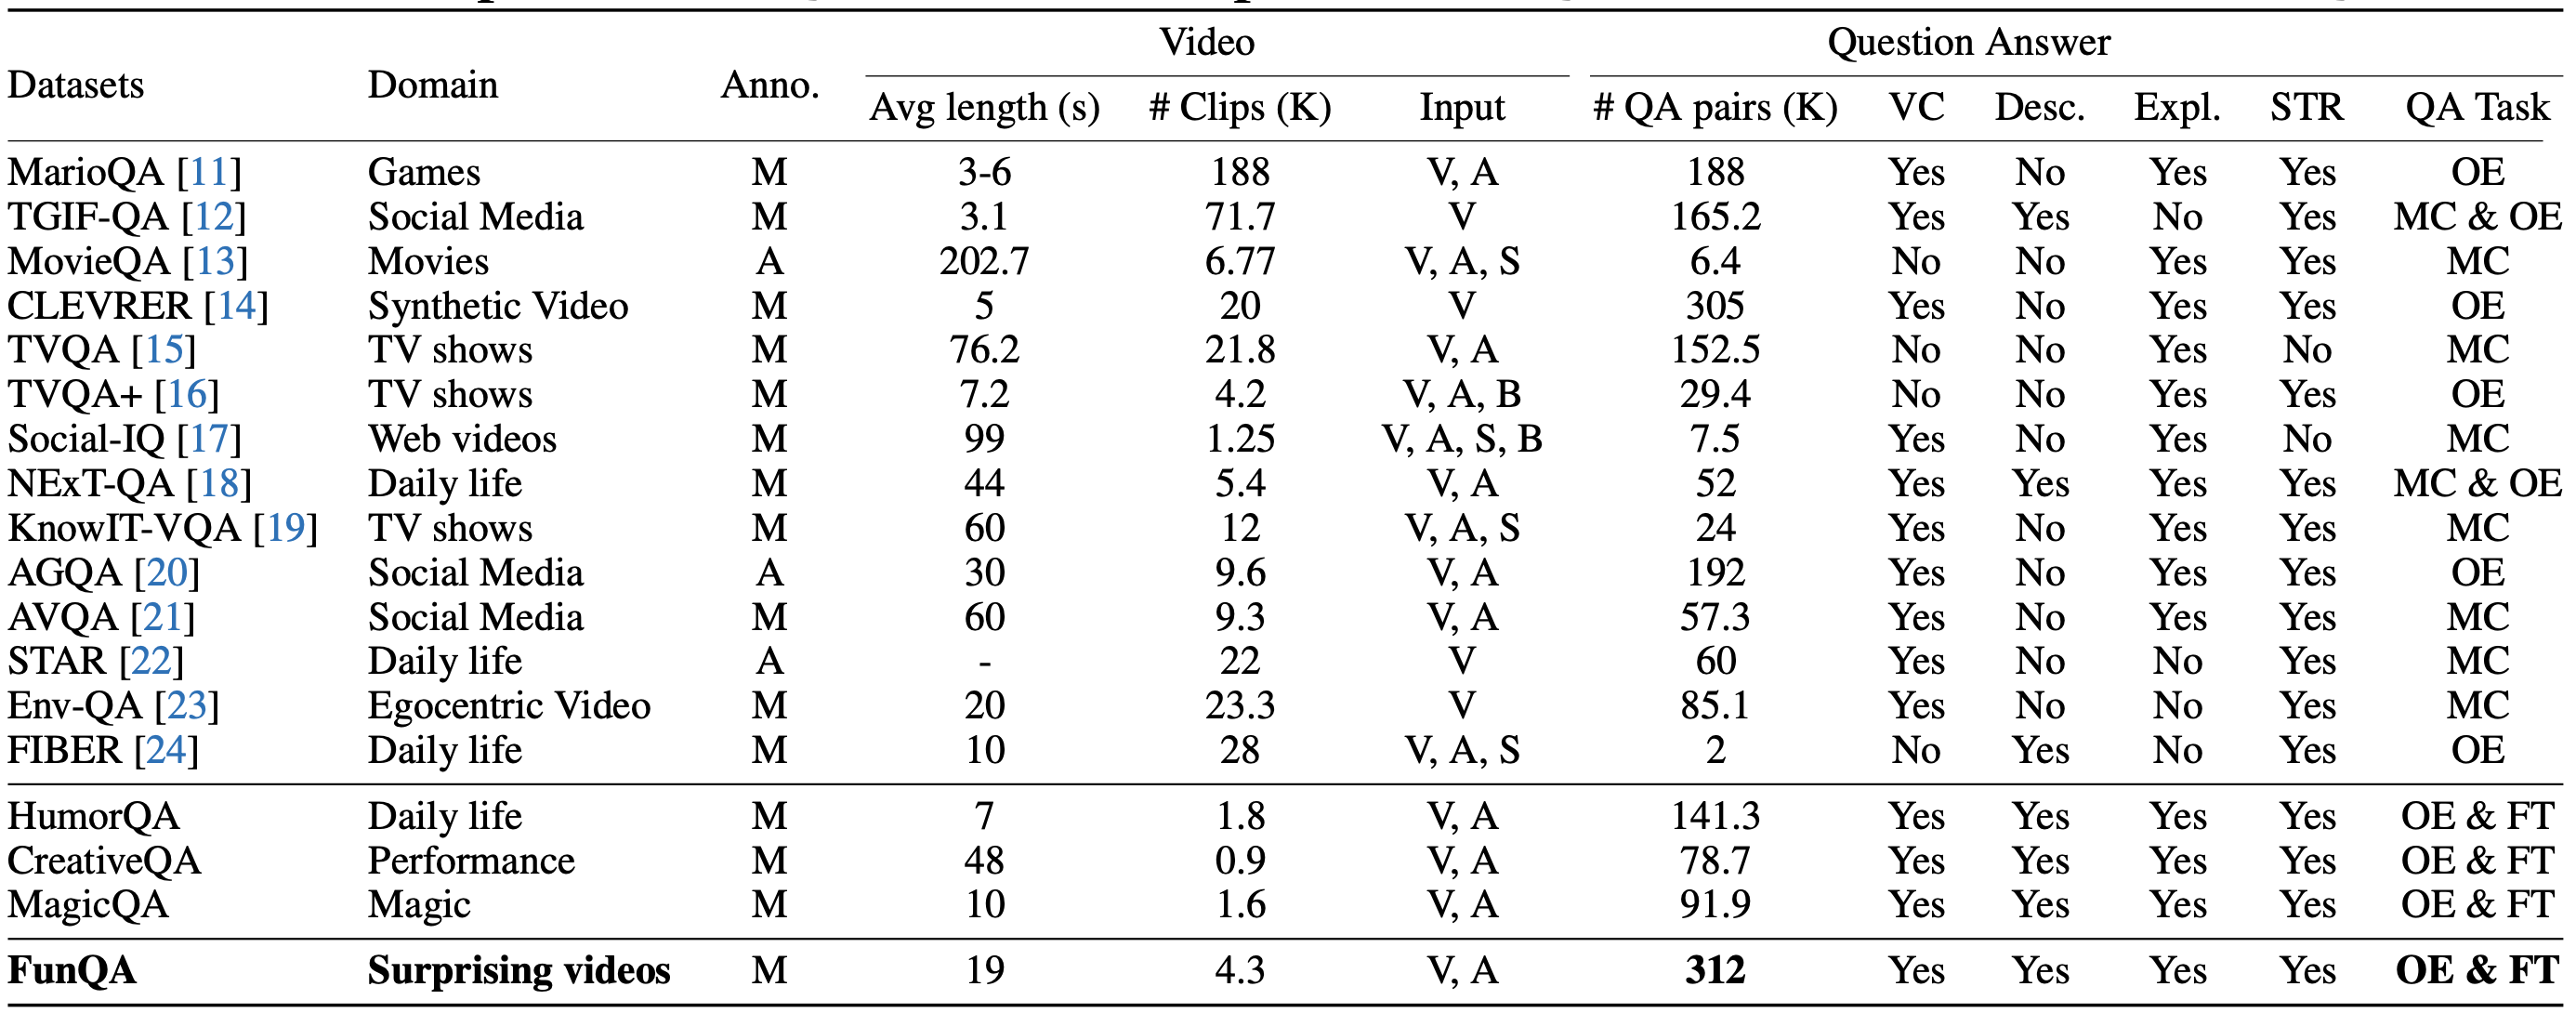 Video Question Answer
Datasets Domain Anno.
Avg length (s) # Clips (K) Input # QA pairs (K) VC Desc. Expl. STR QA Task
MarioQA [11] Games M 3-6 188 V, A 188 Yes No Yes Yes OE
TGIF-QA [12] Social Media M 3.1 71.7 V 165.2 Yes Yes No Yes MC & OE
MovieQA [13] Movies A 202.7 6.77 V, A, S 6.4 No No Yes Yes MC
CLEVRER [14] Synthetic Video M 5 20 V 305 Yes No Yes Yes OE
TVQA [15] TV shows M 76.2 21.8 V, A 152.5 No No Yes No MC
TVQA+ [16] TV shows M 7.2 4.2 V, A, B 29.4 No No Yes Yes OE
Social-IQ [17] Web videos M 99 1.25 V, A, S, B 7.5 Yes No Yes No MC
NExT-QA [18] Daily life M 44 5.4 V, A 52 Yes Yes Yes Yes MC & OE
KnowIT-VQA [19] TV shows M 60 12 V, A, S 24 Yes No Yes Yes MC
AGQA [20] Social Media A 30 9.6 V, A 192 Yes No Yes Yes OE
AVQA [21] Social Media M 60 9.3 V, A 57.3 Yes No Yes Yes MC
STAR [22] Daily life A - 22 V 60 Yes No No Yes MC
Env-QA [23] Egocentric Video M 20 23.3 V 85.1 Yes No No Yes MC
FIBER [24] Daily life M 10 28 V, A, S 2 No Yes No Yes OE
HumorQA Daily life M 7 1.8 V, A 141.3 Yes Yes Yes Yes OE & FT
CreativeQA Performance M 48 0.9 V, A 78.7 Yes Yes Yes Yes OE & FT
MagicQA Magic M 10 1.6 V, A 91.9 Yes Yes Yes Yes OE & FT
FunQA Surprising videos M 19 4.3 V, A 312 Yes Yes Yes Yes OE & FT